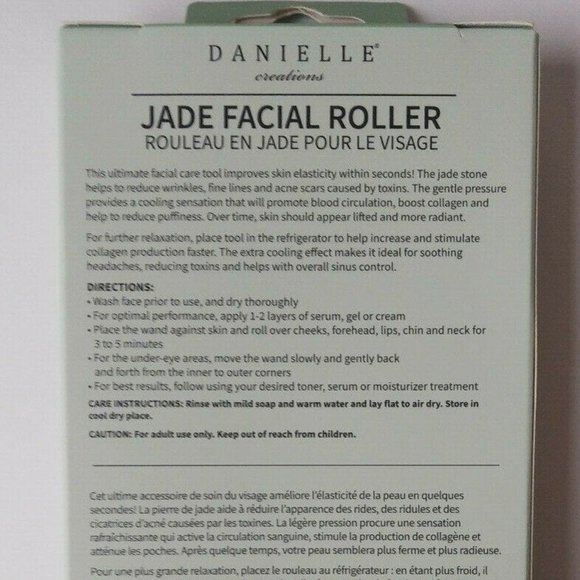 DANIELLE®
creations
JADE FACIAL ROLLER
ROULEAU EN JADE POUR LE VISAGE
This ultimate facial care tool improves skin elasticity within seconds! The jade stone
helps to reduce wrinkles, fine lines and acne scars caused by toxins. The gentle pressure
provides a cooling sensation that will promote blood circulation, boost collagen and
help to reduce puffiness. Over time, skin should appear lifted and more radiant.
For further relaxation, place tool in the refrigerator to help increase and stimulate
collagen production faster. The extra cooling effect makes it ideal for soothing
headaches, reducing toxins and helps with overall sinus control.
DIRECTIONS:
• Wash face prior to use, and dry thoroughly
• For optimal performance, apply 1-2 layers of serum, gel or cream
• Place the wand against skin and roll over cheeks, forehead, lips, chin and neck for
3 to 5 minutes
• For the under-eye areas, move the wand slowly and gently back
and forth from the inner to outer corners
• For best results, follow using your desired toner, serum or moisturizer treatment
CARE INSTRUCTIONS: Rinse with mild soap and warm water and lay flat to air dry. Store in
cool dry place.
CAUTION: For adult use only. Keep out of reach from children.
Cet ultime accessoire de soin du visage améliore l'élasticité de la peau en quelques
secondes! La pierre de jade aide à réduire l'apparence des rides, des ridules et des
cicatrices d'acné causées par les toxines. La légère pression procure une sensation
rafraîchissante qui active la circulation sanguine, stimule la production de collagène et
atténue les poches. Après quelque temps, votre peau semblera plus ferme et plus radieuse.
Pour une plus grande relaxation, placez le rouleau au réfrigérateur : en étant plus froid, il